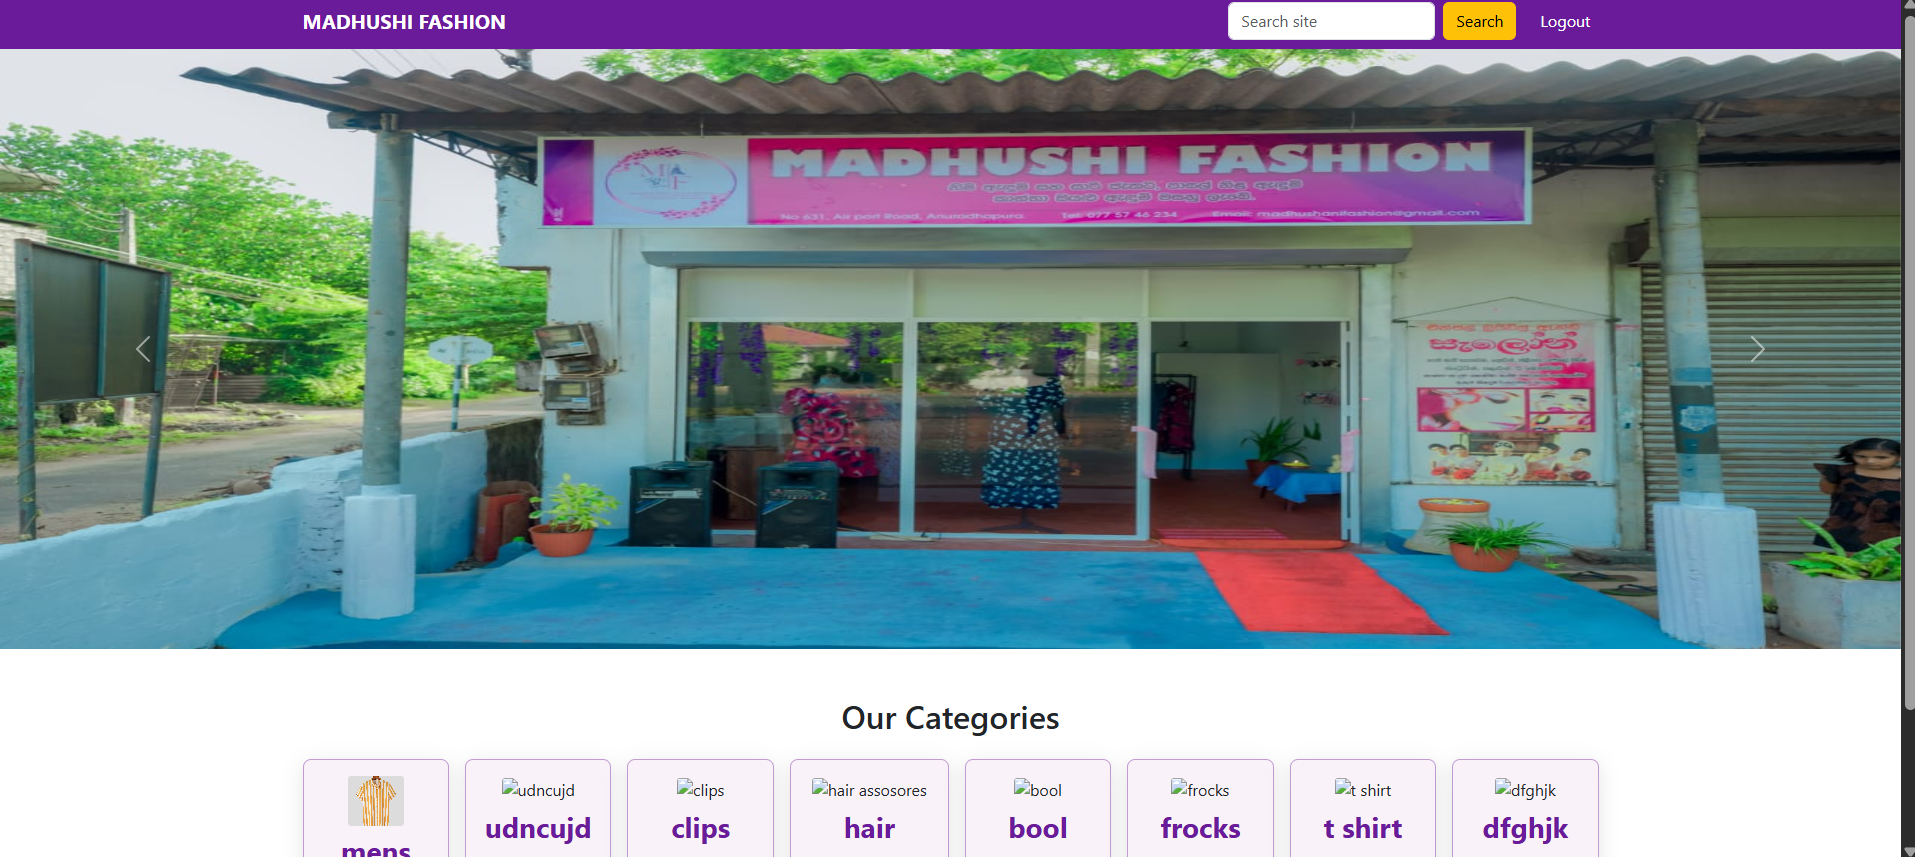 MADHUSHI FASHION
Search site
Search
Logout
MADHUSHI FASHION
No 631, Air port Road, Anuradhapura.
Tel: 077 57 46 234
Email: madhushanifashion@gmail.com
සැලෝන්
Our Categories
udncujd
clips
hair assosores
bool
frocks
t shirt
dfghjk
mens
udncujd
clips
hair
bool
frocks
t shirt
dfghjk